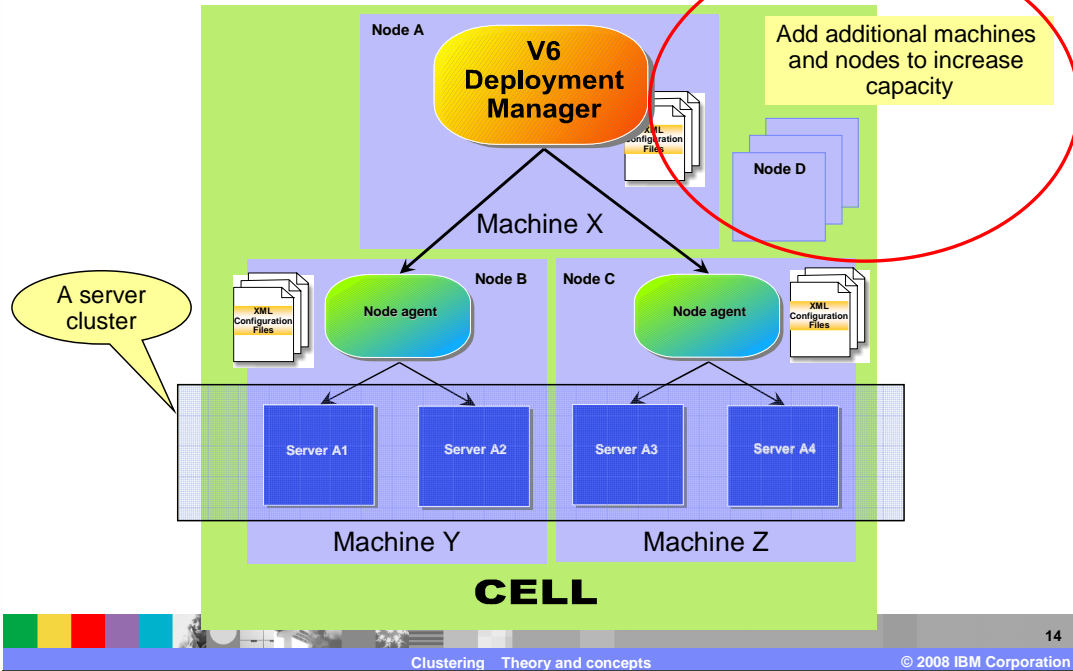 Node A
V6
Deployment
Manager
XML
Configuration
Files
Add additional machines
and nodes to increase
capacity
Node D
Machine X
A server
cluster
XML
Configuration
Files
Node B
Node agent
Node C
Node agent
XML
Configuration
Files
Server A1
Server A2
Server A3
Server A4
Machine Y
Machine Z
CELL
14
Clustering Theory and concepts
© 2008 IBM Corporation